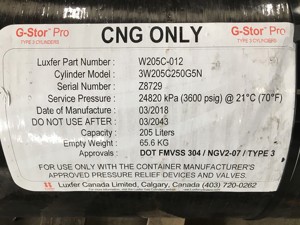 G-Stor™ Pro
TYPE 3 CYLINDERS
CNG ONLY
G-Stor™ Pro
TYPE 3 CYLINDERS
Luxfer Part Number : W205C-012
Cylinder Model : 3W205C250G5N
Serial Number : Z8729
Service Pressure : 24820 kPa (3600 psig) @ 21°C (70°F)
Date of Manufacture : 03/2018
DO NOT USE AFTER : 03/2043
Capacity : 205 Liters
Empty Weight : 65.6 KG
Approvals : DOT FMVSS 304 / NGV2-07 / TYPE 3
FOR USE ONLY WITH THE CONTAINER MANUFACTURER'S
APPROVED PRESSURE RELIEF DEVICES AND VALVES.
Luxfer Canada Limited, Calgary, Canada (403) 720-0262